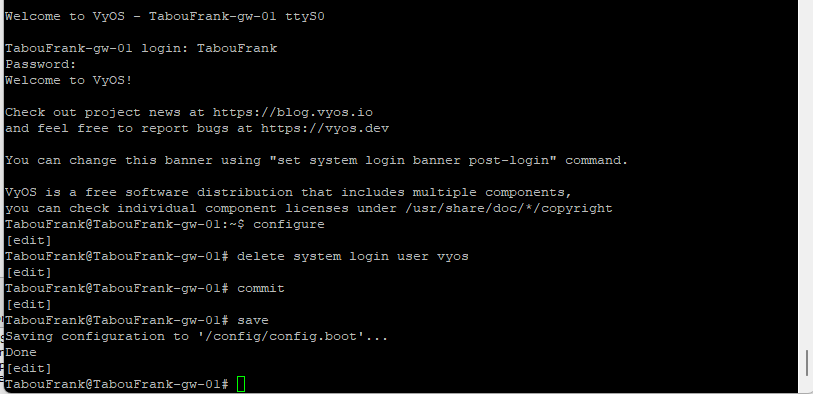 Welcome to VyOS - TabouFrank-gw-01 ttyS0
TabouFrank-gw-01 login: TabouFrank
Password:
Welcome to VyOS!
Check out project news at https://blog.vyos.io
and feel free to report bugs at https://vyos.dev
You can change this banner using "set system login banner post-login" command.
VyOS is a free software distribution that includes multiple components,
you can check individual component licenses under /usr/share/doc/*/copyright
TabouFrank@TabouFrank-gw-01:~$ configure
[edit]
TabouFrank@TabouFrank-gw-01# delete system login user vyos
[edit]
TabouFrank@TabouFrank-gw-01# commit
[edit]
TabouFrank@TabouFrank-gw-01# save
Saving configuration to '/config/config.boot'...
Done
[edit]
TabouFrank@TabouFrank-gw-01#